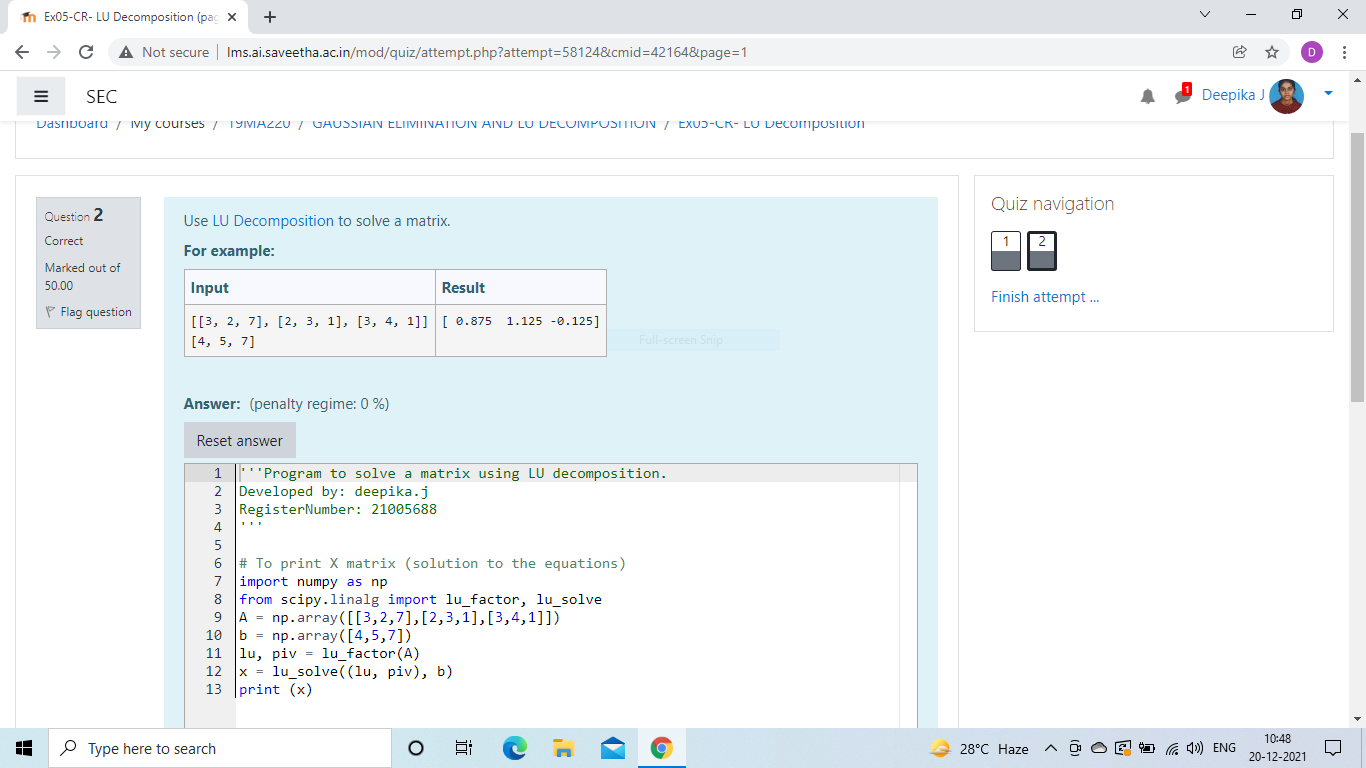 Ex05-CR- LU Decomposition (pag
Not secure
lms.ai.saveetha.ac.in/mod/quiz/attempt.php?attempt=58124&cmid=42164&page=1
D
SEC
1
Deepika J
Dashboard / My courses / 19MA220 / GAUSSIAN ELIMINATION AND LU DECOMPOSITION / Ex05-CR- LU Decomposition
Question 2
Correct
Marked out of
50.00
Flag question
Use LU Decomposition to solve a matrix.
For example:
Input Result
[[3, 2, 7], [2, 3, 1], [3, 4, 1]] [ 0.875  1.125 -0.125]
[4, 5, 7]
Full-screen Snip
Answer: (penalty regime: 0 %)
Reset answer
1 '''Program to solve a matrix using LU decomposition.
2 Developed by: deepika.j
3 RegisterNumber: 21005688
4 '''
5
6 # To print X matrix (solution to the equations)
7 import numpy as np
8 from scipy.linalg import lu_factor, lu_solve
9 A = np.array([[3,2,7],[2,3,1],[3,4,1]])
10 b = np.array([4,5,7])
11 lu, piv = lu_factor(A)
12 x = lu_solve((lu, piv), b)
13 print (x)
Quiz navigation
1 2
Finish attempt ...
Type here to search
28°C Haze
ENG
10:48
20-12-2021